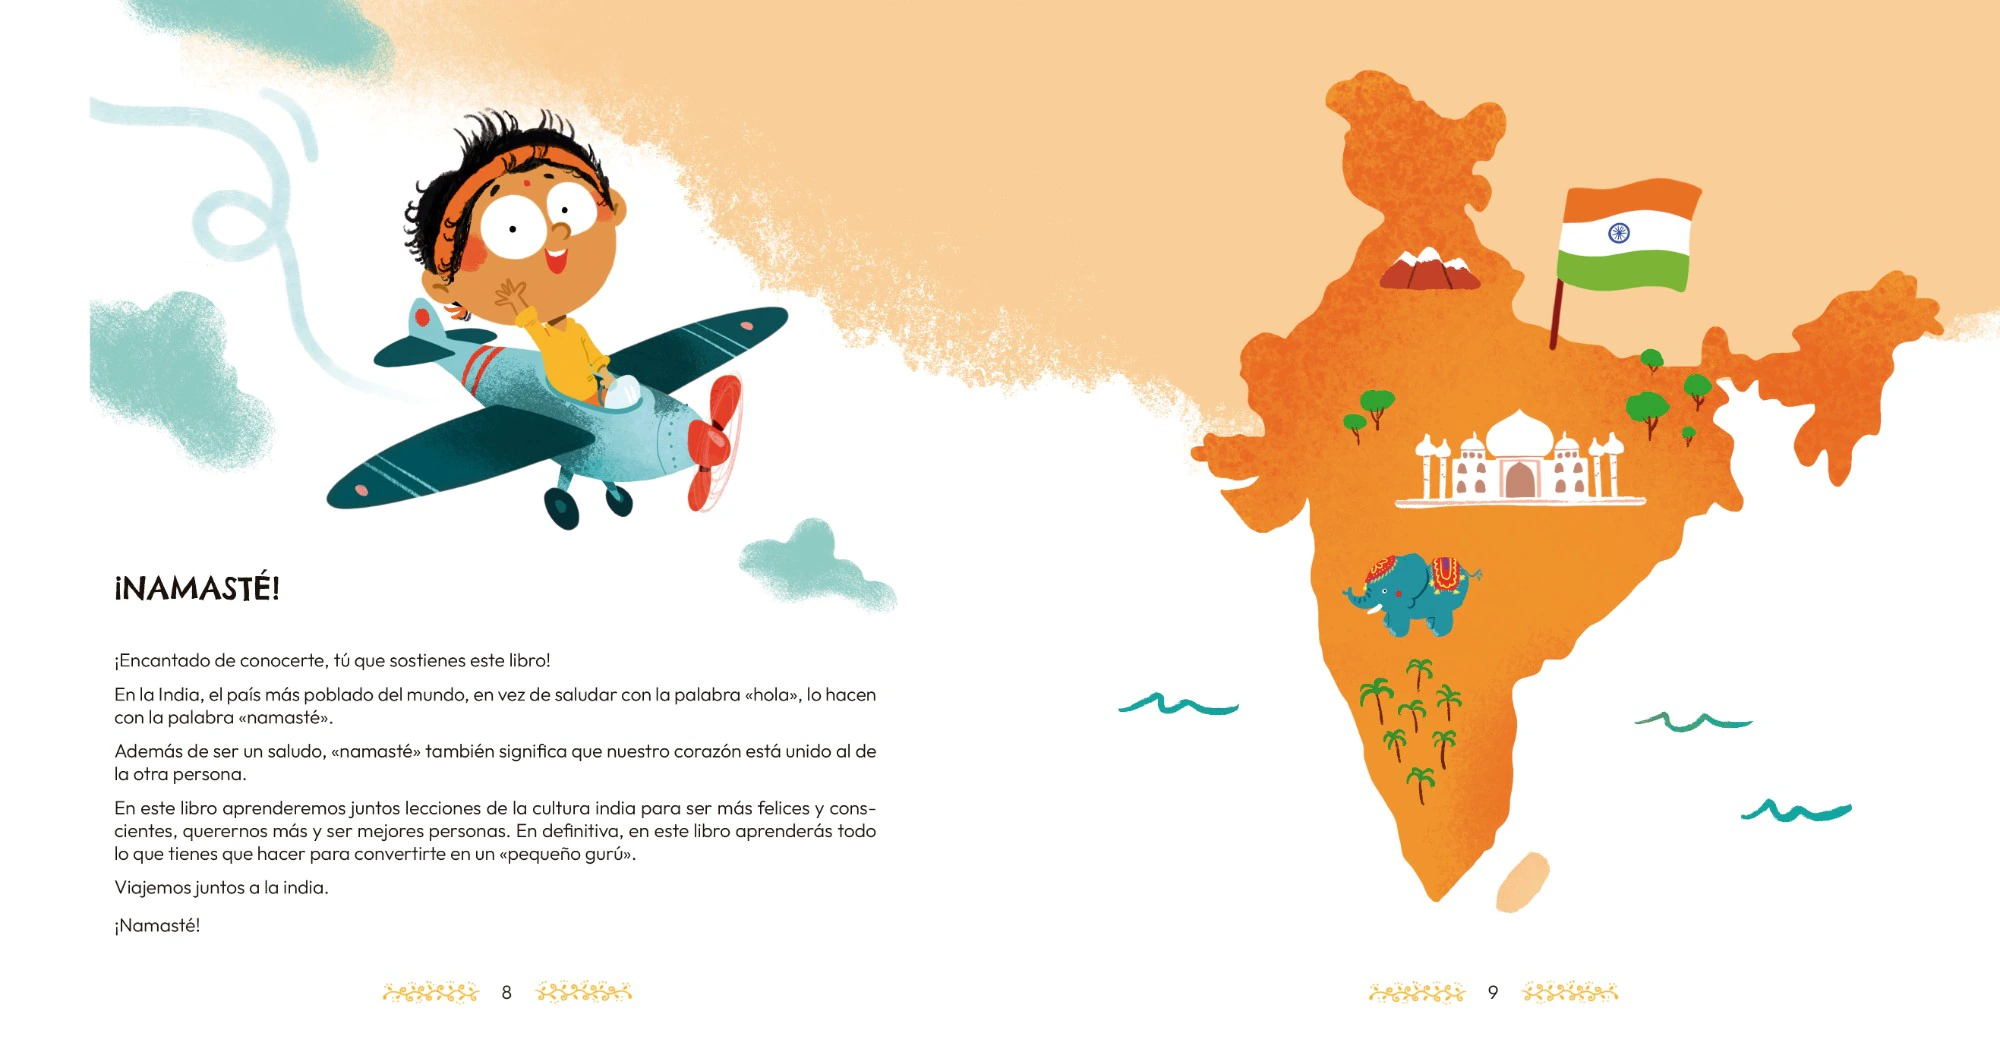 ¡NAMASTÉ!
¡Encantado de conocerte, tú que sostienes este libro!
En la India, el país más poblado del mundo, en vez de saludar con la palabra «hola», lo hacen
con la palabra «namasté».
Además de ser un saludo, «namasté» también significa que nuestro corazón está unido al de
la otra persona.
En este libro aprenderemos juntos lecciones de la cultura india para ser más felices y cons-
cientes, querernos más y ser mejores personas. En definitiva, en este libro aprenderás todo
lo que tienes que hacer para convertirte en un «pequeño gurú».
Viajemos juntos a la india.
¡Namasté!
8
9